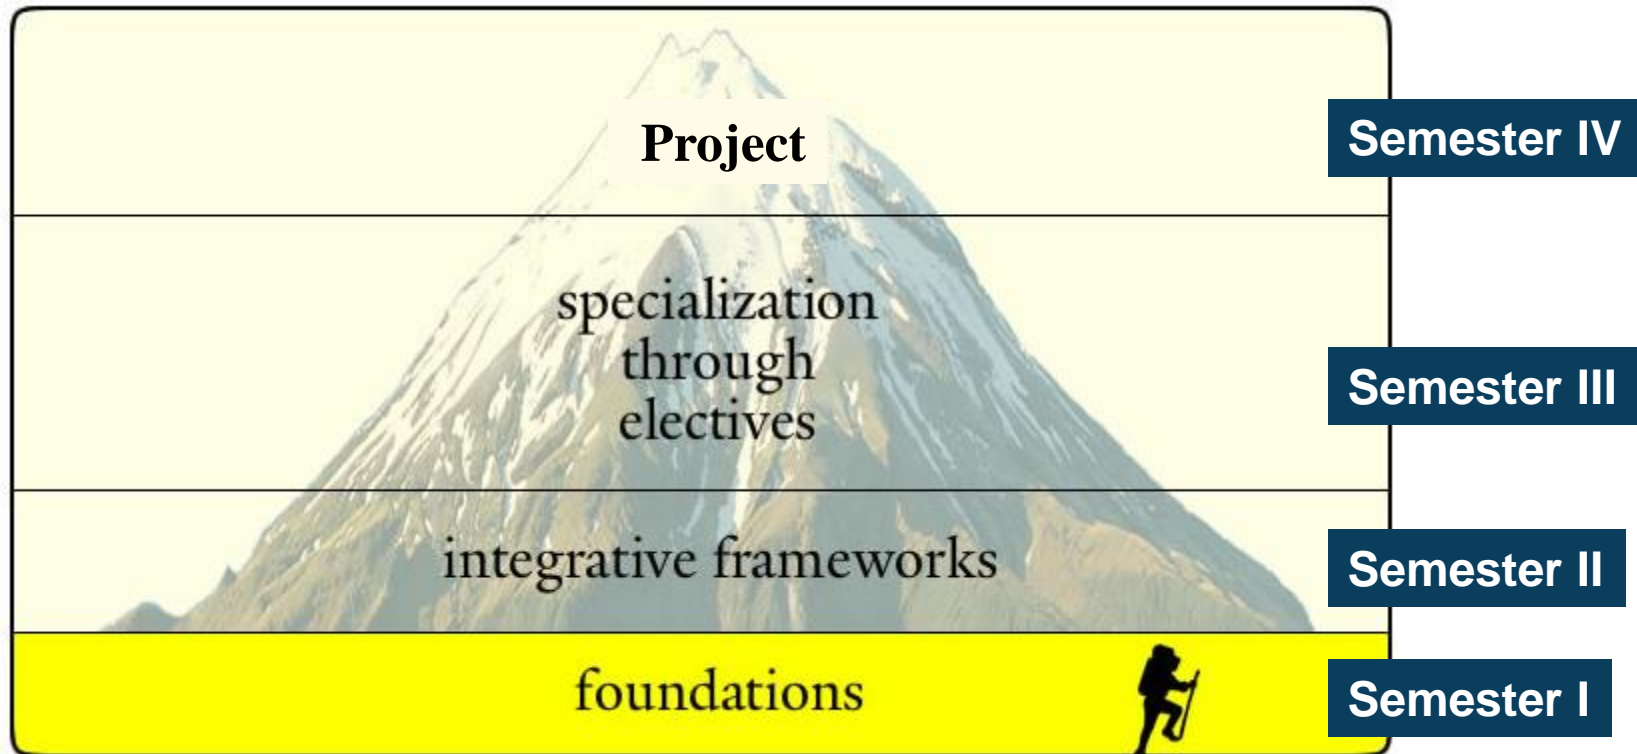 Project
Semester IV
specialization
through
electives
Semester III
integrative frameworks
Semester II
foundations
Semester I